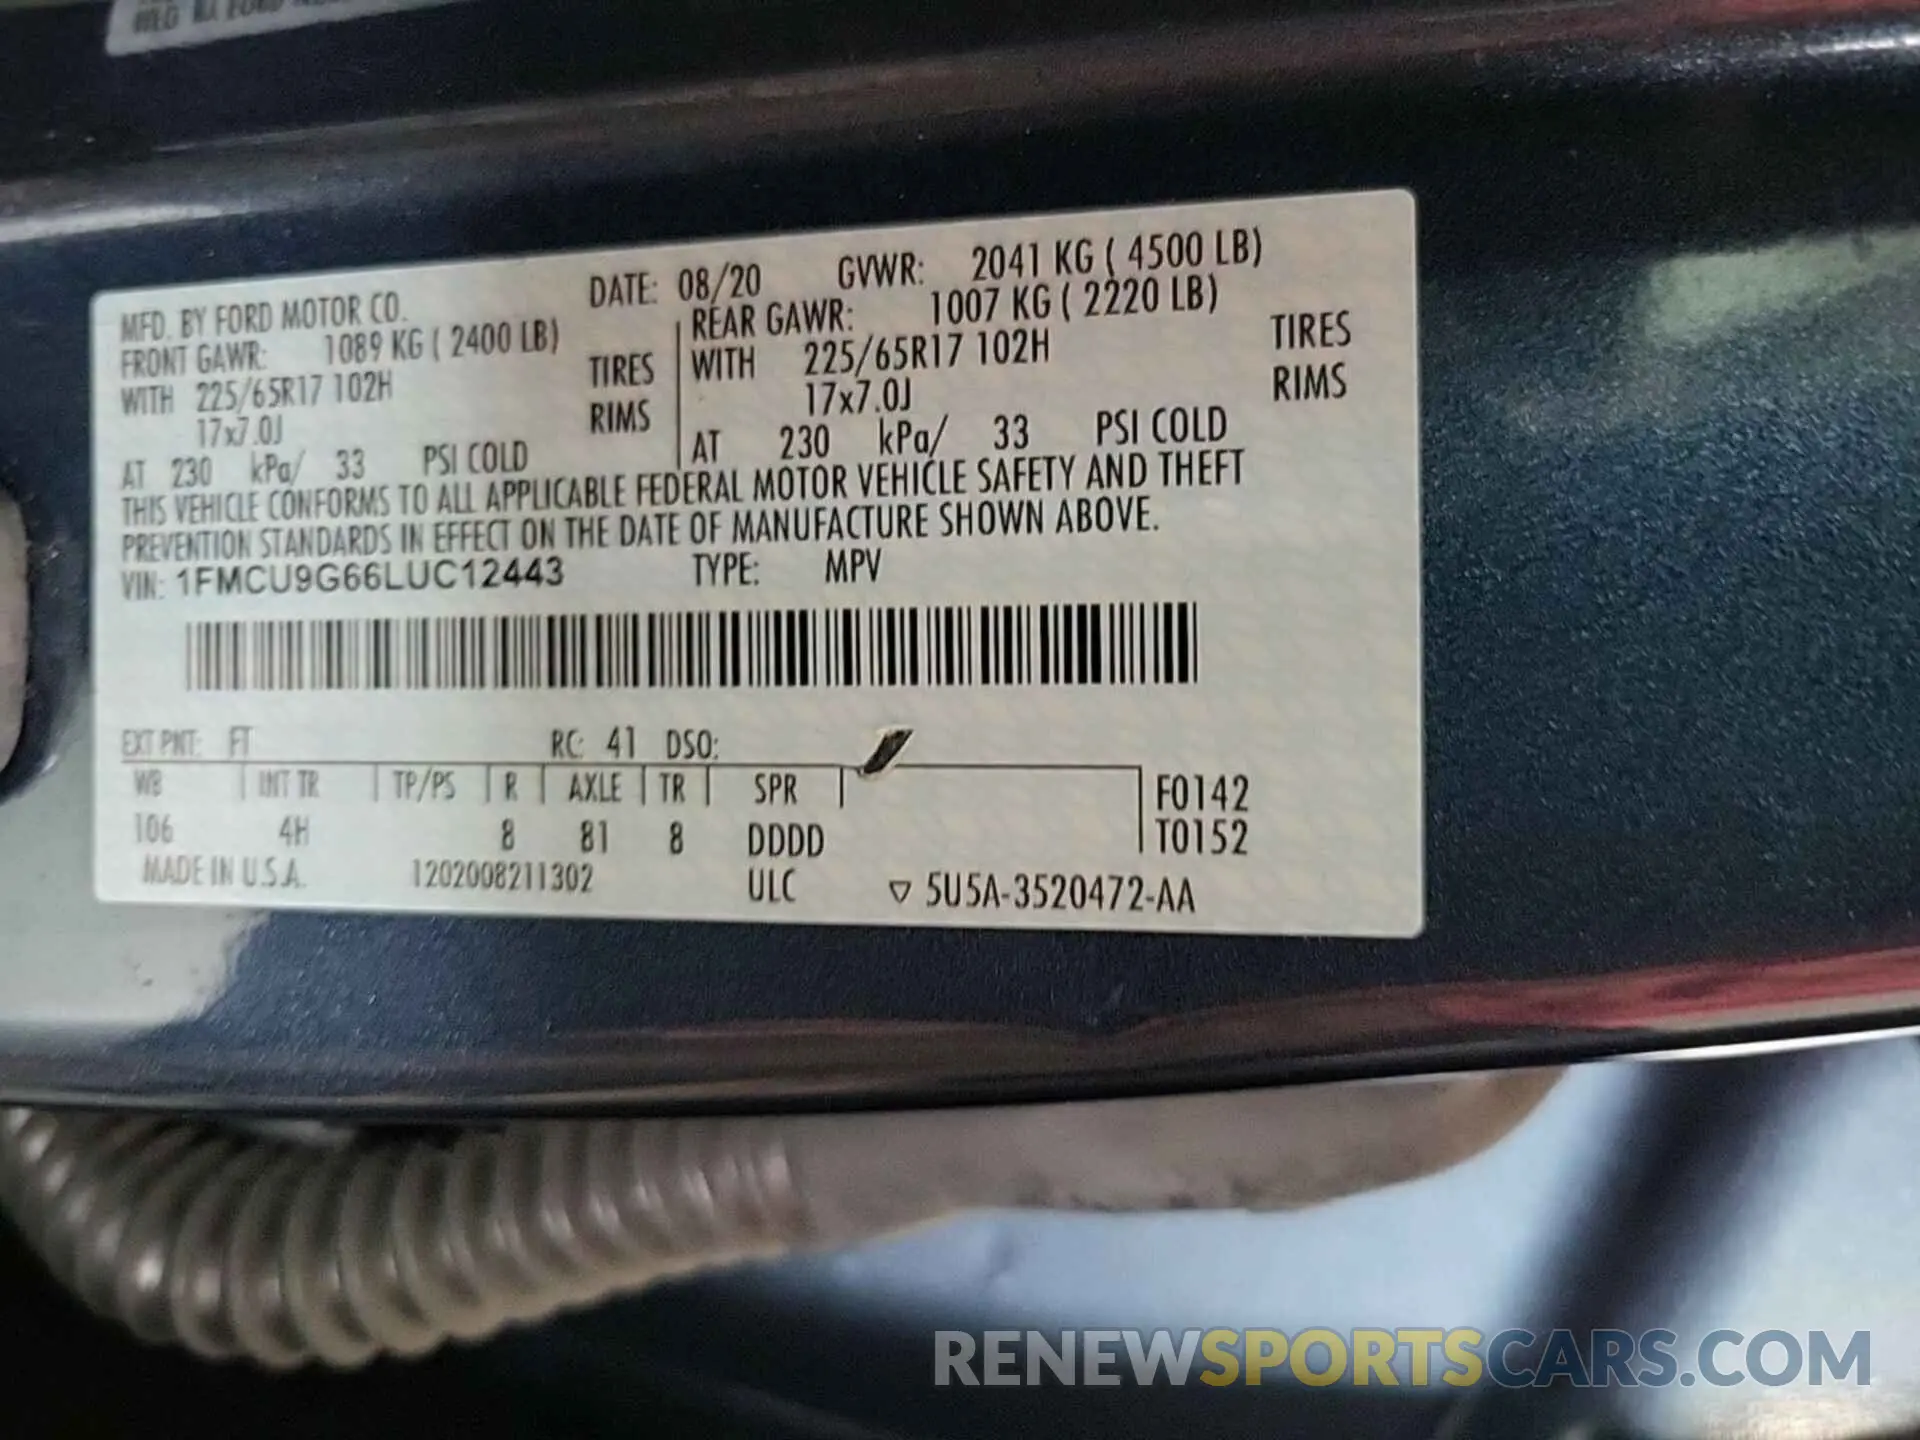 MFD. BY FORD MOTOR CO. DATE: 08/20 GVWR: 2041 KG ( 4500 LB)
FRONT GAWR: 1089 KG ( 2400 LB) REAR GAWR: 1007 KG ( 2220 LB)
WITH 225/65R17 102H TIRES WITH 225/65R17 102H TIRES
17x7.0J RIMS 17x7.0J RIMS
AT 230 kPa/ 33 PSI COLD AT 230 kPa/ 33 PSI COLD
THIS VEHICLE CONFORMS TO ALL APPLICABLE FEDERAL MOTOR VEHICLE SAFETY AND THEFT
PREVENTION STANDARDS IN EFFECT ON THE DATE OF MANUFACTURE SHOWN ABOVE.
VIN: 1FMCU9G66LUC12443 TYPE: MPV
EXT PNT: FT RC: 41 DSO:
WB INT TR TP/PS R AXLE TR SPR F0142
106 4H 8 81 8 DDDD T0152
MADE IN U.S.A. 1202008211302 ULC ▽ 5U5A-3520472-AA
RENEWSPORTSCARS.COM